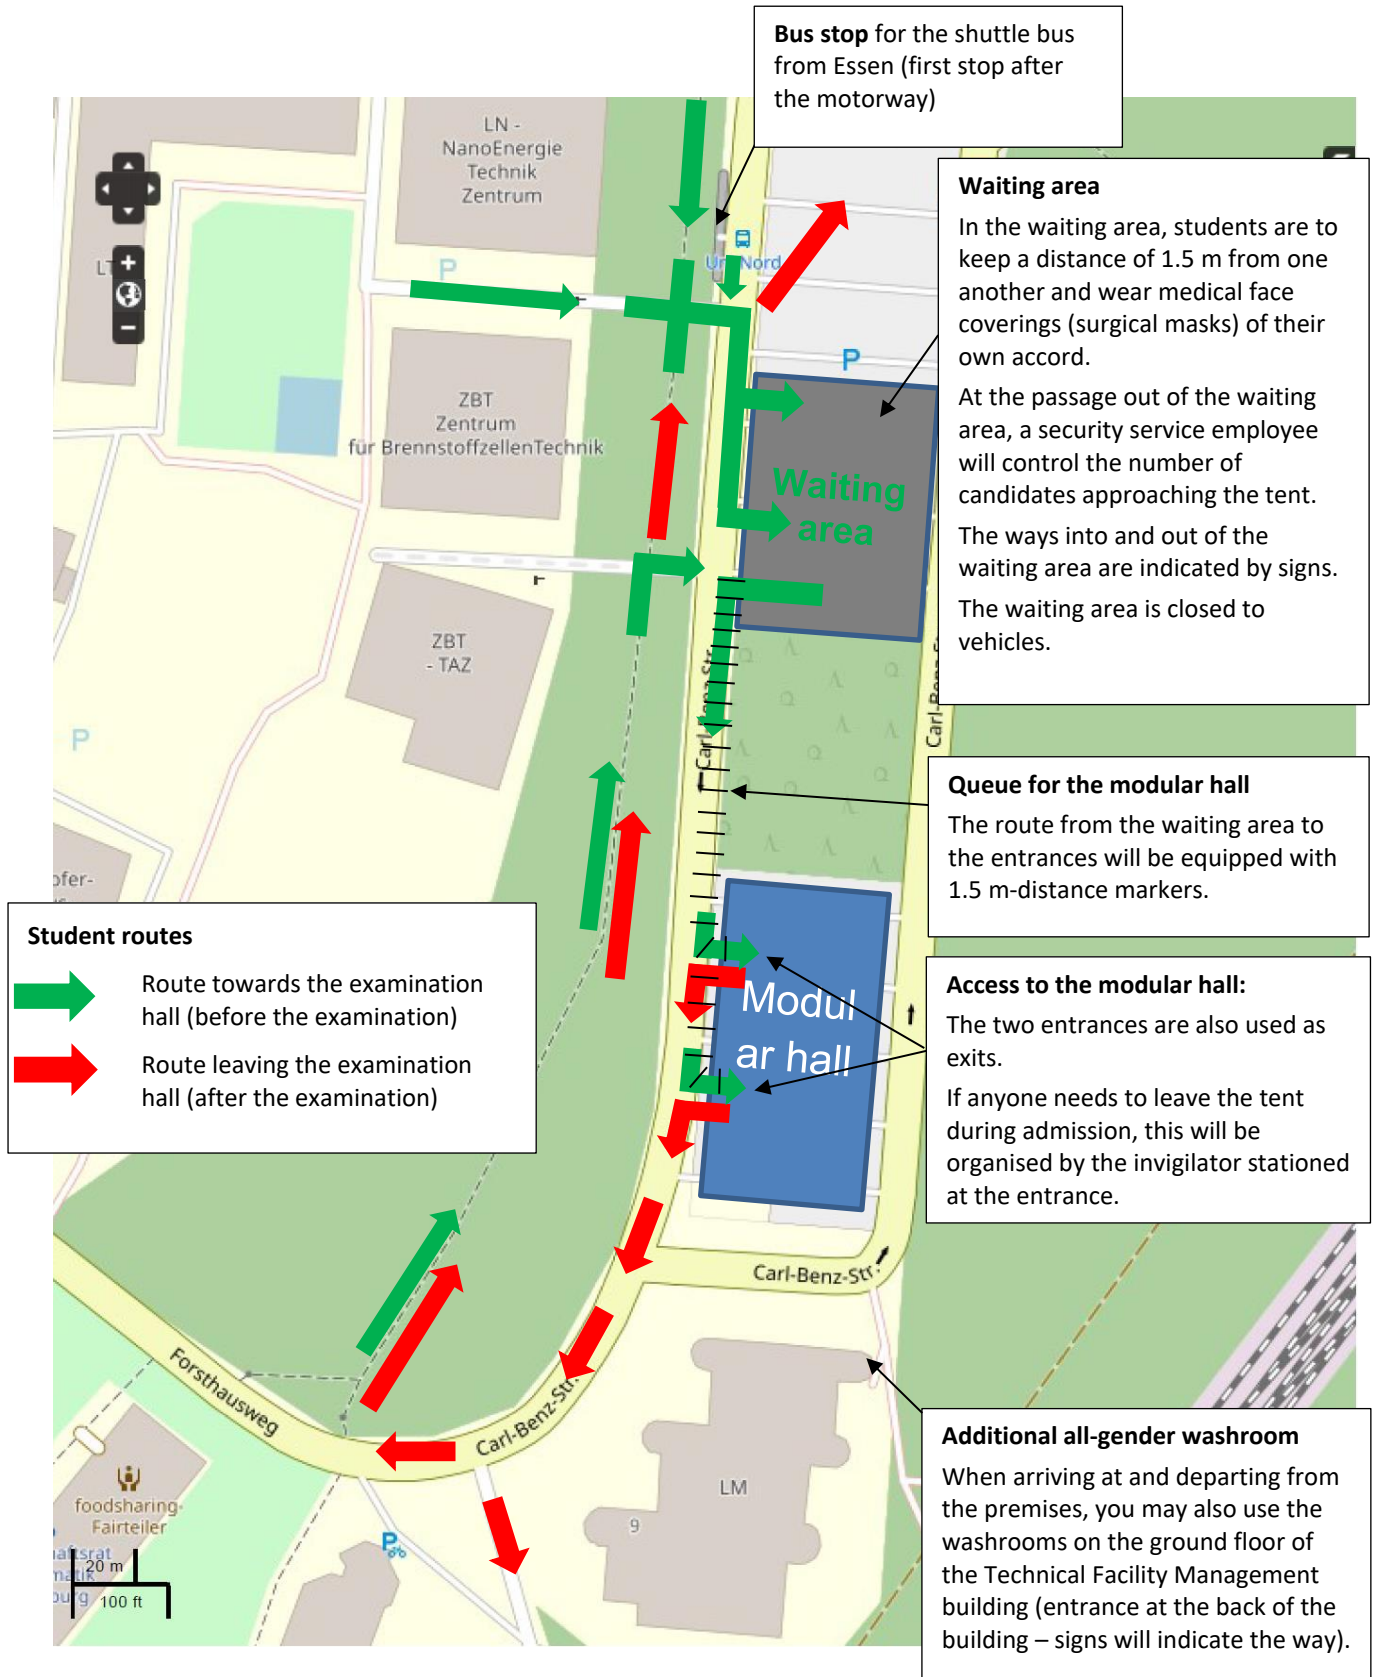 Bus stop for the shuttle bus
from Essen (first stop after
the motorway)
LN -
NanoEnergie
Technik
Zentrum
P
Nord
P
Waiting area
In the waiting area, students are to
keep a distance of 1.5 m from one
another and wear medical face
coverings (surgical masks) of their
own accord.
At the passage out of the waiting
area, a security service employee
will control the number of
candidates approaching the tent.
The ways into and out of the
waiting area are indicated by signs.
The waiting area is closed to
vehicles.
ZBT
Zentrum
für BrennstoffzellenTechnik
Waiting
area
ZBT
- TAZ
P
Carl-Benz-Str.
Queue for the modular hall
The route from the waiting area to
the entrances will be equipped with
1.5 m-distance markers.
Student routes
Route towards the examination
hall (before the examination)
Route leaving the examination
hall (after the examination)
Modul
ar hall
Access to the modular hall:
The two entrances are also used as
exits.
If anyone needs to leave the tent
during admission, this will be
organised by the invigilator stationed
at the entrance.
Carl-Benz-Str.
Forsthausweg
Carl-Benz-Str.
LM
9
foodsharing-
Fairteiler
P
20 m
100 ft
Additional all-gender washroom
When arriving at and departing from
the premises, you may also use the
washrooms on the ground floor of
the Technical Facility Management
building (entrance at the back of the
building – signs will indicate the way).